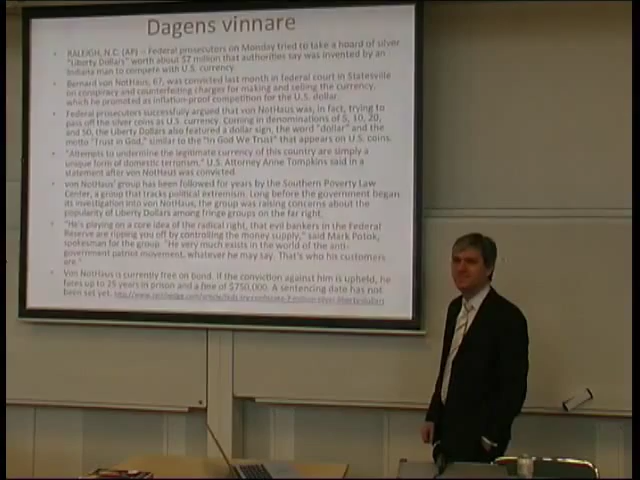 Dagens vinnare
RALEIGH, N.C. (AP) – Federal prosecutors on Monday tried to take a hoard of silver
"Liberty Dollars" worth about $7 million that authorities say was invented by an
Indiana man to compete with U.S. currency.
Bernard von NotHaus, 67, was convicted last month in federal court in Statesville
on conspiracy and counterfeiting charges for making and selling the currency,
which he promoted as inflation-proof competition for the U.S. dollar.
Federal prosecutors successfully argued that von NotHaus was, in fact, trying to
pass off the silver coins as U.S. currency. Coming in denominations of 5, 10, 20,
and 50, the Liberty Dollars also featured a dollar sign, the word "dollar" and the
motto "Trust in God," similar to the "In God We Trust" that appears on U.S. coins.
"Attempts to undermine the legitimate currency of this country are simply a
unique form of domestic terrorism," U.S. Attorney Anne Tompkins said in a
statement after von NotHaus was convicted.
von NotHaus' group has been followed for years by the Southern Poverty Law
Center, a group that tracks political extremism. Long before the government began
its investigation into von NotHaus, the group was raising concerns about the
popularity of Liberty Dollars among fringe groups on the far right.
"He's playing on a core idea of the radical right, that evil bankers in the Federal
Reserve are ripping you off by controlling the money supply," said Mark Potok,
spokesman for the group. "He very much exists in the world of the anti-
government patriot movement, whatever he may say. That's who his customers
are."
Von NotHaus is currently free on bond. If the conviction against him is upheld, he
faces up to 25 years in prison and a fine of $750,000. A sentencing date has not
been set yet.